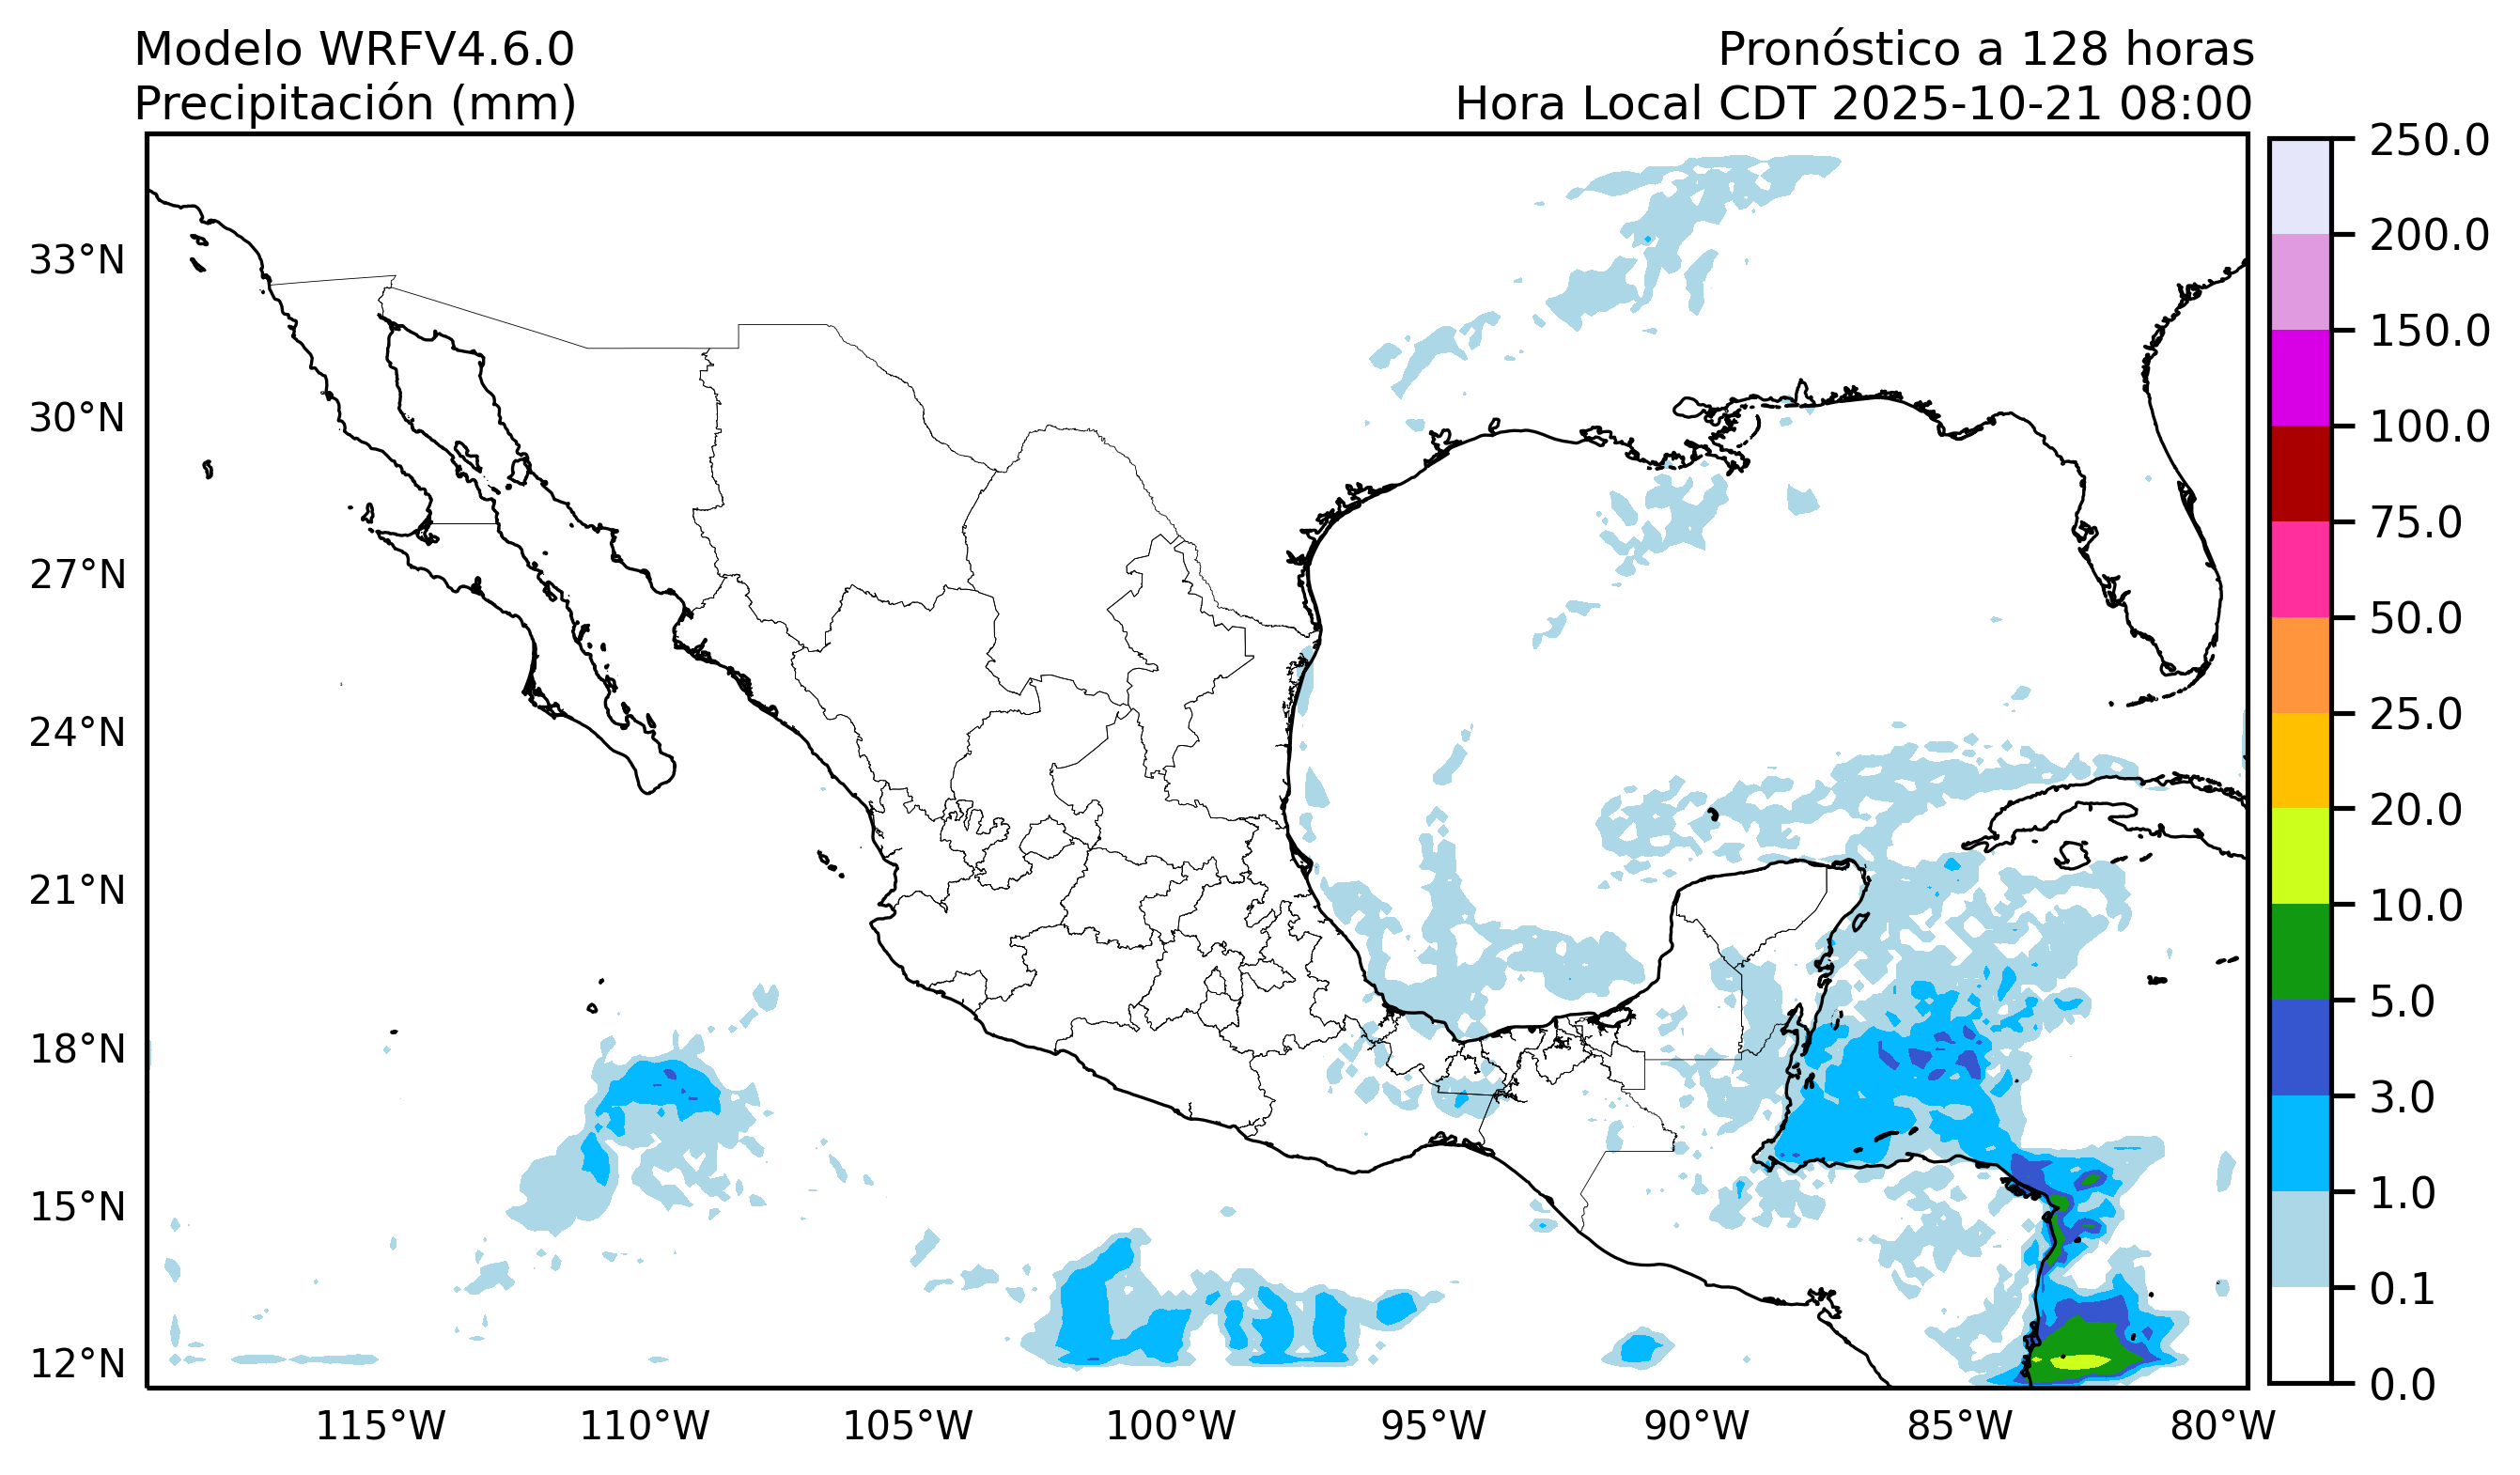 Modelo WRFV4.6.0
Precipitación (mm)
Pronóstico a 128 horas
Hora Local CDT 2025-10-21 08:00
33°N
30°N
27°N
24°N
21°N
18°N
15°N
12°N
115°W
110°W
105°W
100°W
95°W
90°W
85°W
80°W
250.0
200.0
150.0
100.0
75.0
50.0
25.0
20.0
10.0
5.0
3.0
1.0
0.1
0.0